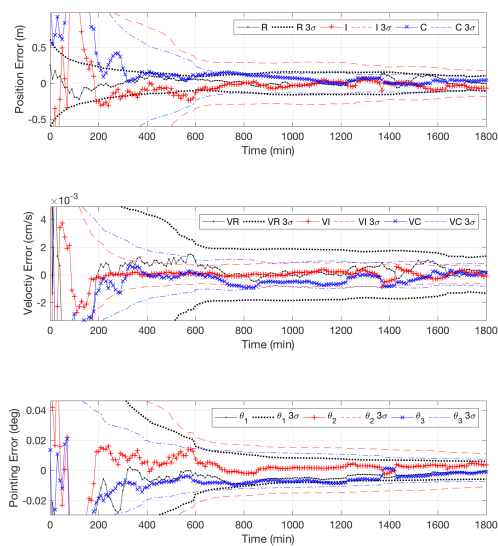 R R 3σ I I 3σ C C 3σ
0.5
0
-0.5
Position Error (m)
0 200 400 600 800 1000 1200 1400 1600 1800
Time (min)
×10⁻³
VR VR 3σ VI VI 3σ VC VC 3σ
4
2
0
-2
Velocity Error (cm/s)
0 200 400 600 800 1000 1200 1400 1600 1800
Time (min)
θ₁ θ₁ 3σ θ₂ θ₂ 3σ θ₃ θ₃ 3σ
0.04
0.02
0
-0.02
Pointing Error (deg)
0 200 400 600 800 1000 1200 1400 1600 1800
Time (min)